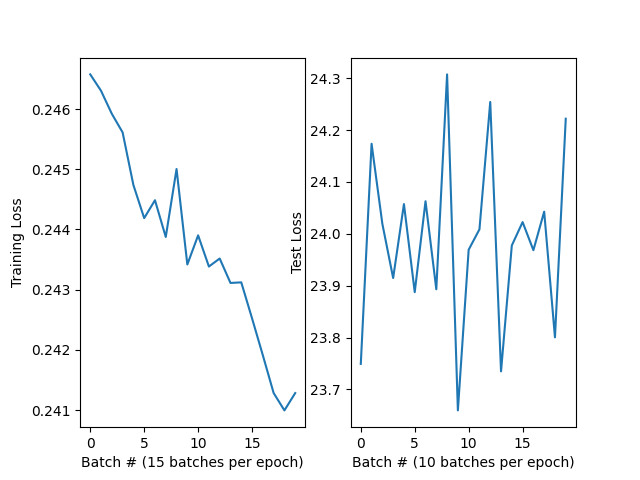 Training Loss
0.246
0.245
0.244
0.243
0.242
0.241
0 5 10 15
Batch # (15 batches per epoch)
Test Loss
24.3
24.2
24.1
24.0
23.9
23.8
23.7
0 5 10 15
Batch # (10 batches per epoch)